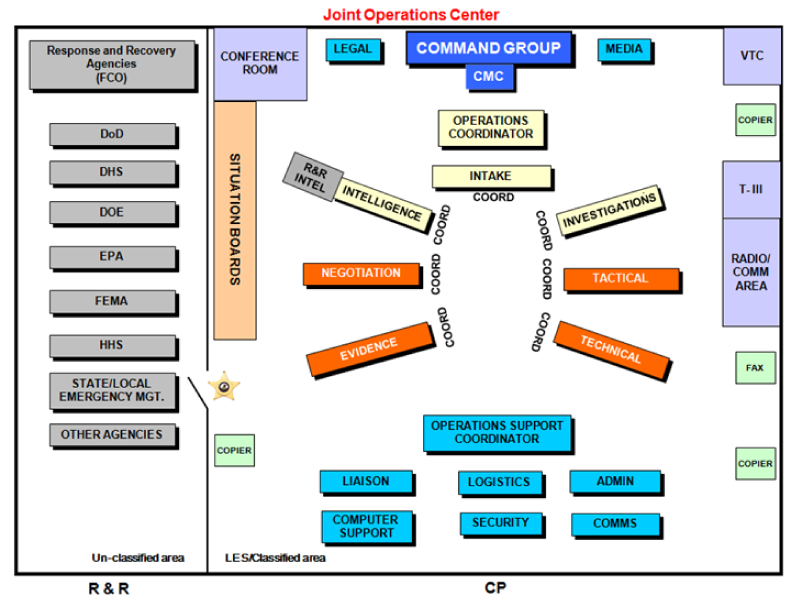 Joint Operations Center
Response and Recovery
Agencies
(FCO)
DoD
DHS
DOE
EPA
FEMA
HHS
STATE/LOCAL
EMERGENCY MGT.
OTHER AGENCIES
Un-classified area
R & R
CONFERENCE
ROOM
LEGAL
COMMAND GROUP
CMC
MEDIA
VTC
OPERATIONS
COORDINATOR
COPIER
SITUATION BOARDS
R&R
INTEL
INTELLIGENCE
COORD
INTAKE
COORD
INVESTIGATIONS
COORD
T- III
NEGOTIATION
COORD
TACTICAL
COORD
RADIO/
COMM
AREA
EVIDENCE
COORD
TECHNICAL
COORD
FAX
COPIER
OPERATIONS SUPPORT
COORDINATOR
COPIER
LIAISON
LOGISTICS
ADMIN
COMPUTER
SUPPORT
SECURITY
COMMS
LES/Classified area
CP